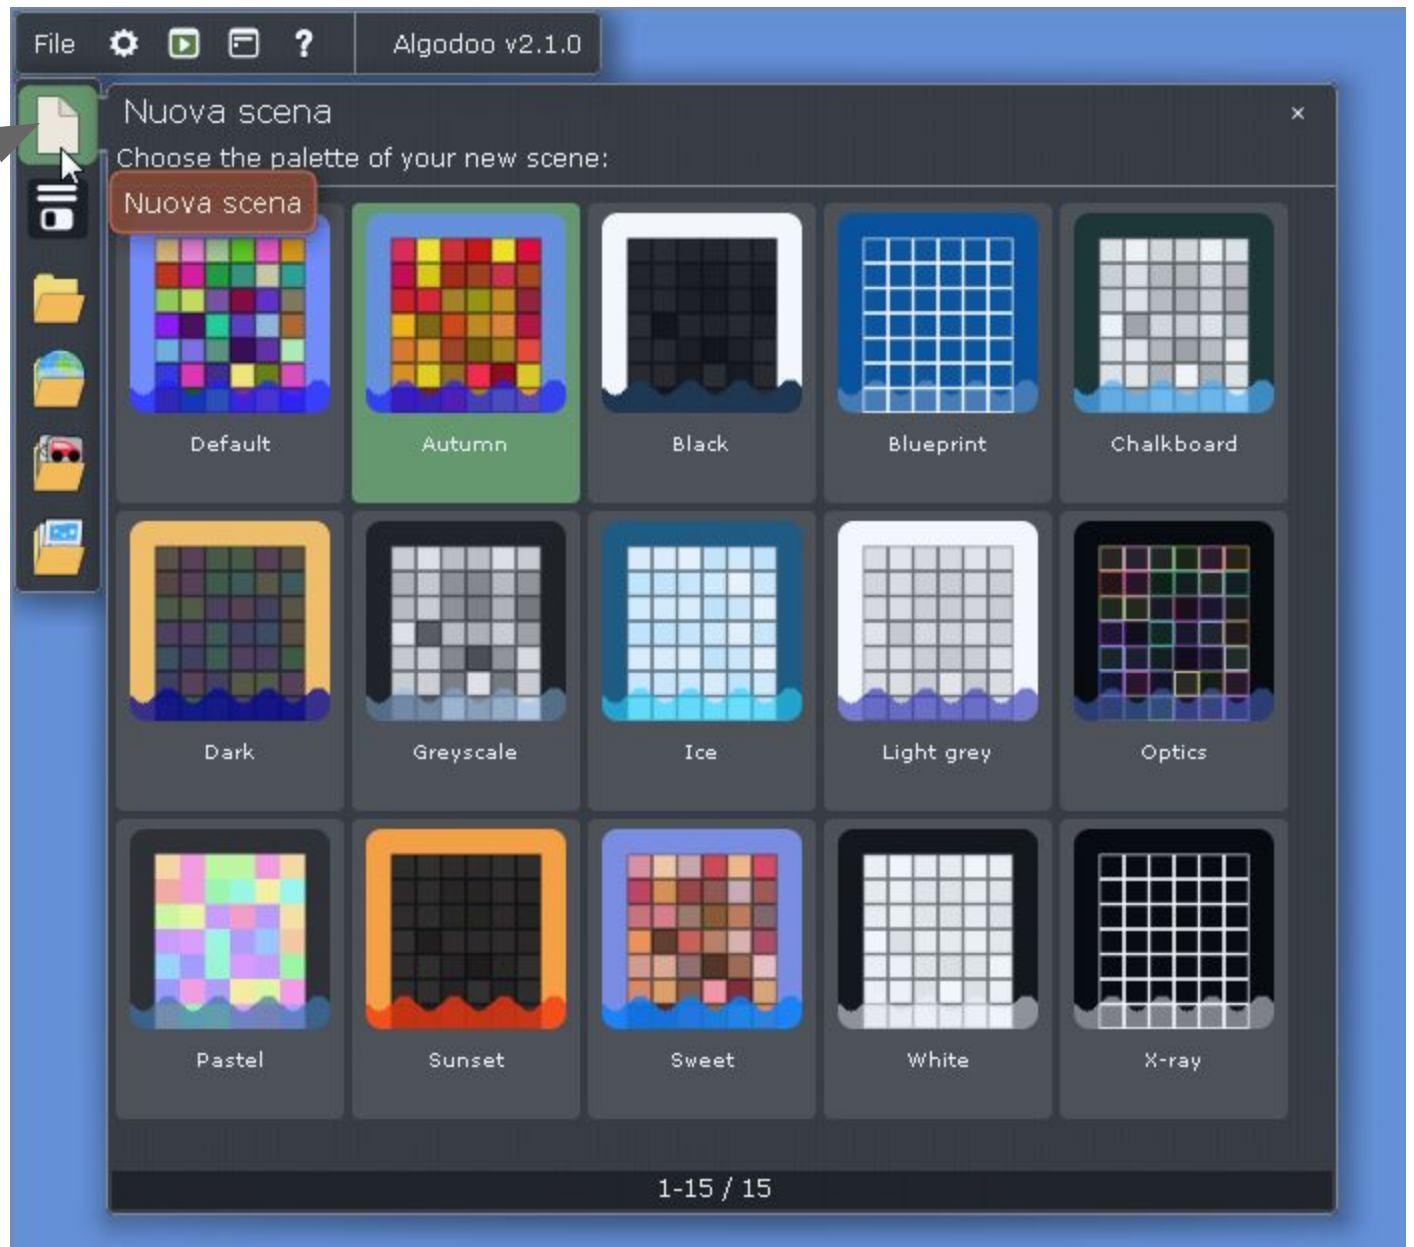 File ? Algodoo v2.1.0
Nuova scena ×
Choose the palette of your new scene:
Nuova scena
Default Autumn Black Blueprint Chalkboard
Dark Greyscale Ice Light grey Optics
Pastel Sunset Sweet White X-ray
1-15 / 15